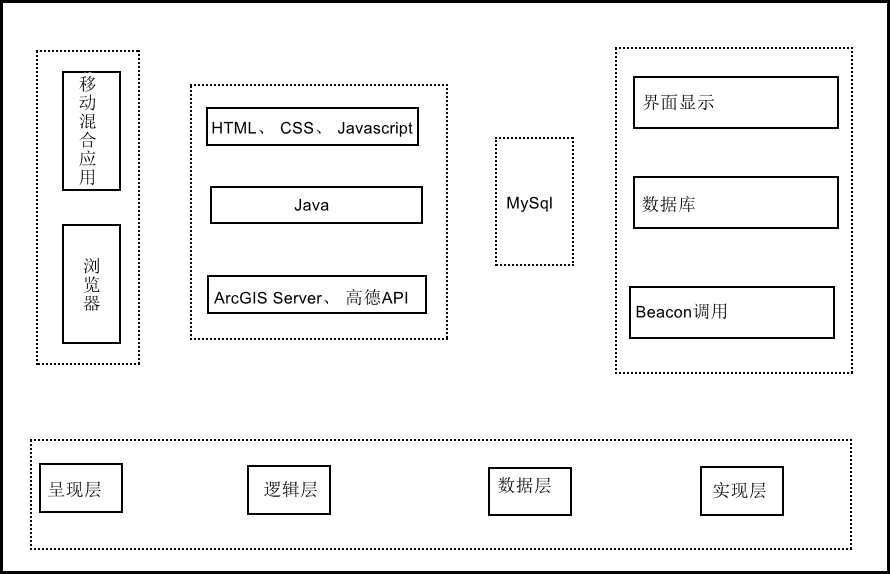 移动混合应用
浏览器
HTML、 CSS、 Javascript
Java
ArcGIS Server、 高德API
MySql
界面显示
数据库
Beacon调用
呈现层
逻辑层
数据层
实现层